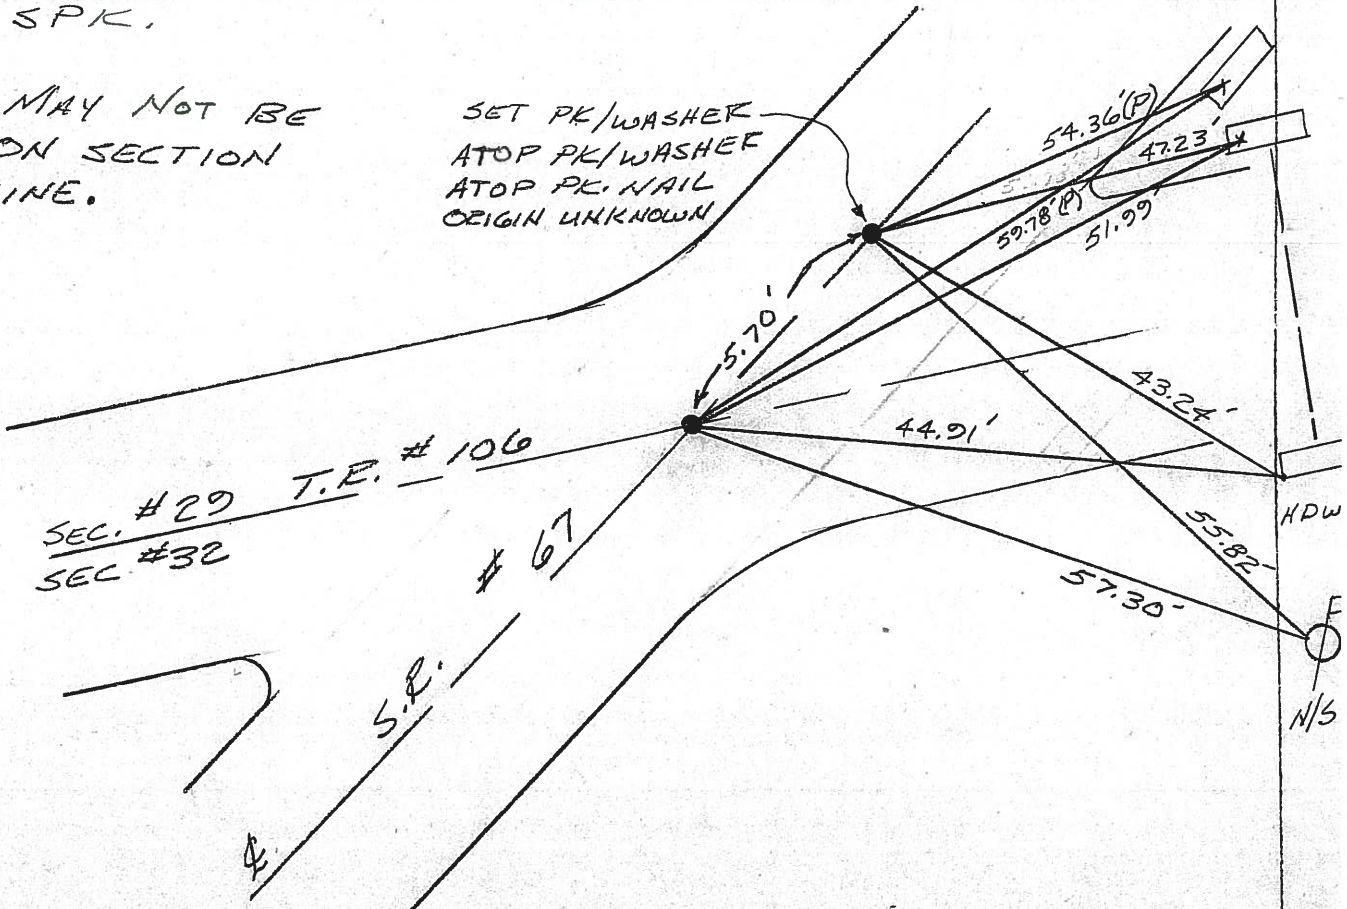 SPK.
MAY NOT BE
ON SECTION
INE.
SET PK/WASHER
ATOP PK/WASHER
ATOP PK. NAIL
ORIGIN UNKNOWN
54.36'(P)
47.23'
59.78'(P)
51.99'
5.70'
43.24'
44.91'
55.82'
57.30'
HDW
N/S
T.R. # 106
SEC. #29
SEC #32
S.R. # 67
℄